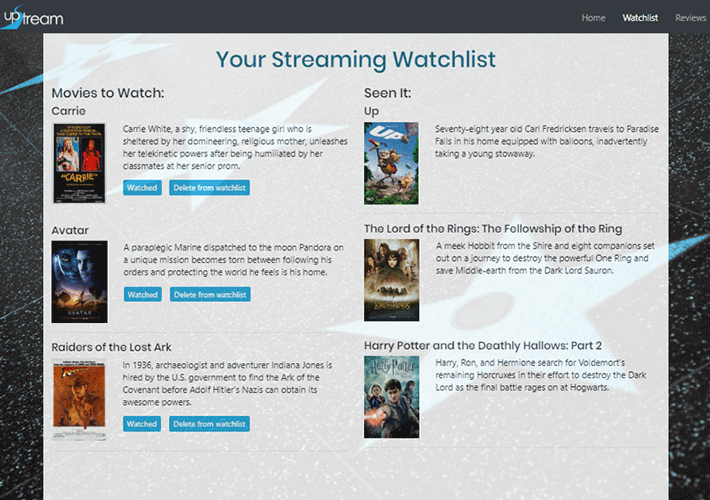 upStream
Home Watchlist Reviews
Your Streaming Watchlist
Movies to Watch:
Carrie
"CARRIE"
Carrie White, a shy, friendless teenage girl who is
sheltered by her domineering, religious mother, unleashes
her telekinetic powers after being humiliated by her
classmates at her senior prom.
Watched Delete from watchlist
Avatar
AVATAR
A paraplegic Marine dispatched to the moon Pandora on
a unique mission becomes torn between following his
orders and protecting the world he feels is his home.
Watched Delete from watchlist
Raiders of the Lost Ark
In 1936, archaeologist and adventurer Indiana Jones is
hired by the U.S. government to find the Ark of the
Covenant before Adolf Hitler's Nazis can obtain its
awesome powers.
Watched Delete from watchlist
Seen It:
Up
UP
Seventy-eight year old Carl Fredricksen travels to Paradise
Falls in his home equipped with balloons, inadvertently
taking a young stowaway.
The Lord of the Rings: The Fellowship of the Ring
A meek Hobbit from the Shire and eight companions set
out on a journey to destroy the powerful One Ring and
save Middle-earth from the Dark Lord Sauron.
Harry Potter and the Deathly Hallows: Part 2
Harry Potter
Harry, Ron, and Hermione search for Voldemort's
remaining Horcruxes in their effort to destroy the Dark
Lord as the final battle rages on at Hogwarts.